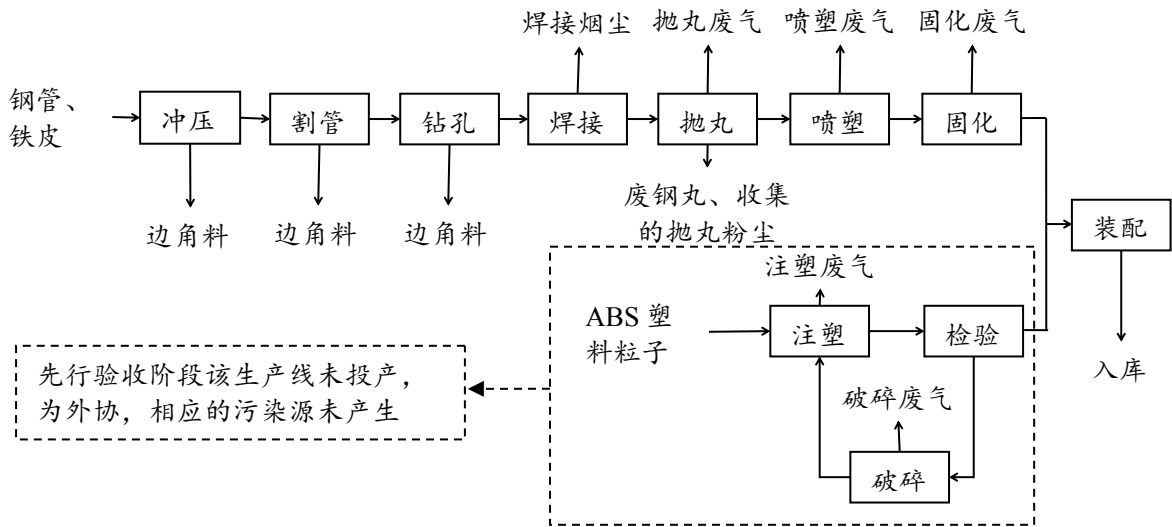 焊接烟尘
抛丸废气
喷塑废气
固化废气
钢管、
铁皮
冲压
割管
钻孔
焊接
抛丸
喷塑
固化
边角料
边角料
边角料
废钢丸、收集
的抛丸粉尘
装配
入库
注塑废气
ABS 塑
料粒子
注塑
检验
破碎废气
破碎
先行验收阶段该生产线未投产，
为外协，相应的污染源未产生